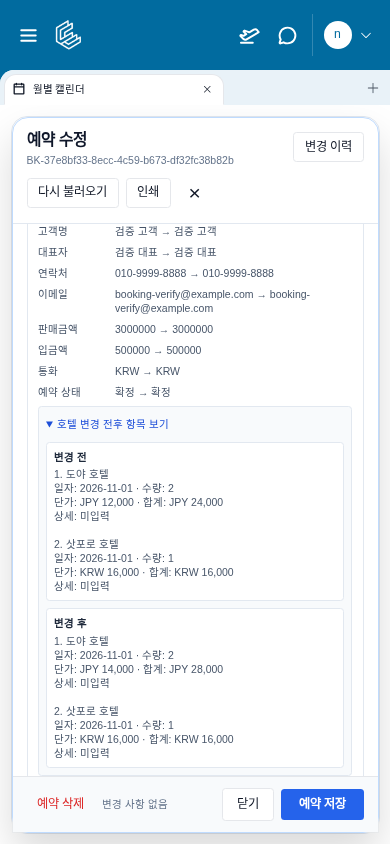 n
월별 캘린더
예약 수정
BK-37e8bf33-8ecc-4c59-b673-df32fc38b82b
변경 이력
다시 불러오기
인쇄
고객명 검증 고객 → 검증 고객
대표자 검증 대표 → 검증 대표
연락처 010-9999-8888 → 010-9999-8888
이메일 booking-verify@example.com → booking-
verify@example.com
판매금액 3000000 → 3000000
입금액 500000 → 500000
통화 KRW → KRW
예약 상태 확정 → 확정
▼ 호텔 변경 전후 항목 보기
변경 전
1. 도야 호텔
일자: 2026-11-01 · 수량: 2
단가: JPY 12,000 · 합계: JPY 24,000
상세: 미입력
2. 삿포로 호텔
일자: 2026-11-01 · 수량: 1
단가: KRW 16,000 · 합계: KRW 16,000
상세: 미입력
변경 후
1. 도야 호텔
일자: 2026-11-01 · 수량: 2
단가: JPY 14,000 · 합계: JPY 28,000
상세: 미입력
2. 삿포로 호텔
일자: 2026-11-01 · 수량: 1
단가: KRW 16,000 · 합계: KRW 16,000
상세: 미입력
예약 삭제
변경 사항 없음
닫기
예약 저장